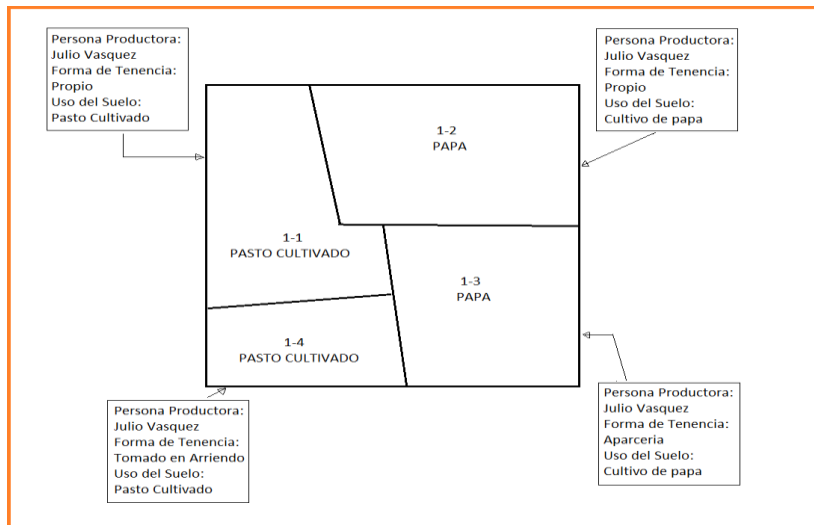 Persona Productora:
Julio Vasquez
Forma de Tenencia:
Propio
Uso del Suelo:
Pasto Cultivado
Persona Productora:
Julio Vasquez
Forma de Tenencia:
Propio
Uso del Suelo:
Cultivo de papa
1-2
PAPA
1-1
PASTO CULTIVADO
1-3
PAPA
1-4
PASTO CULTIVADO
Persona Productora:
Julio Vasquez
Forma de Tenencia:
Tomado en Arriendo
Uso del Suelo:
Pasto Cultivado
Persona Productora:
Julio Vasquez
Forma de Tenencia:
Aparceria
Uso del Suelo:
Cultivo de papa